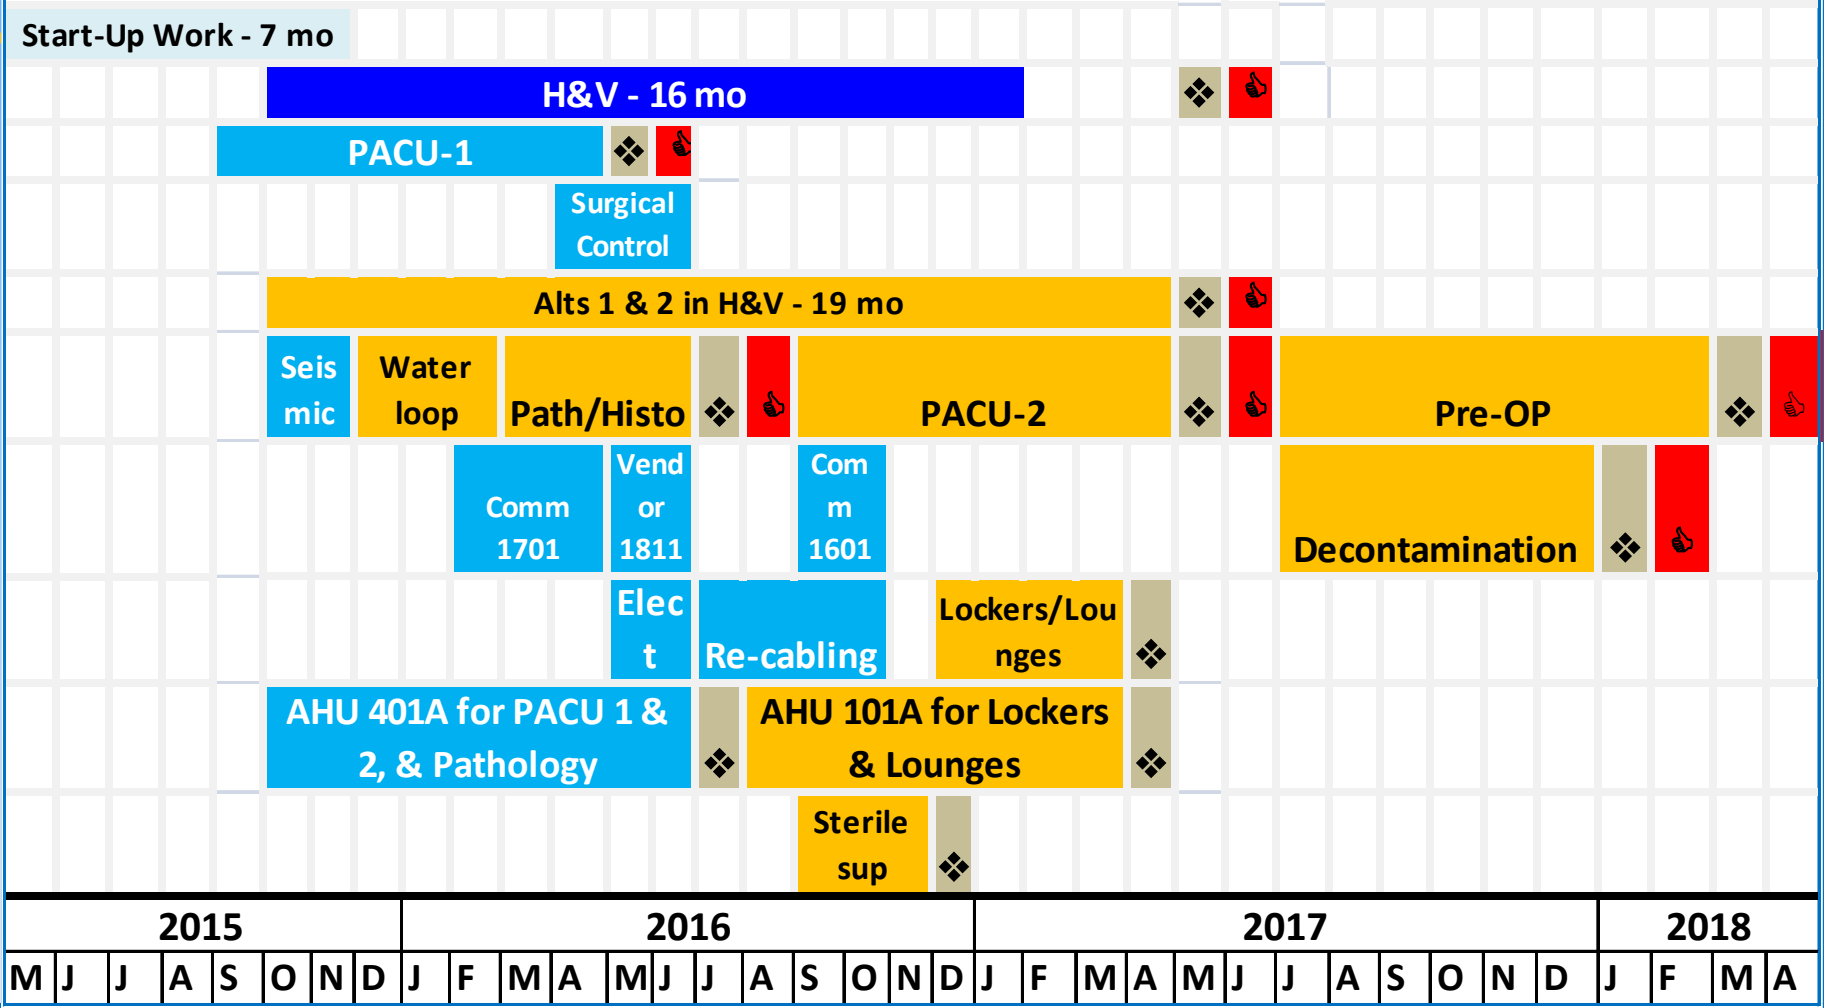 Start-Up Work - 7 mo
H&V - 16 mo
PACU-1
Surgical
Control
Alts 1 & 2 in H&V - 19 mo
Seis
mic
Water
loop
Path/Histo
PACU-2
Pre-OP
Comm
1701
Vend
or
1811
Com
m
1601
Decontamination
Elec
t
Re-cabling
Lockers/Lou
nges
AHU 401A for PACU 1 &
2, & Pathology
AHU 101A for Lockers
& Lounges
Sterile
sup
2015 2016 2017 2018
M J J A S O N D J F M A M J J A S O N D J F M A M J J A S O N D J F M A